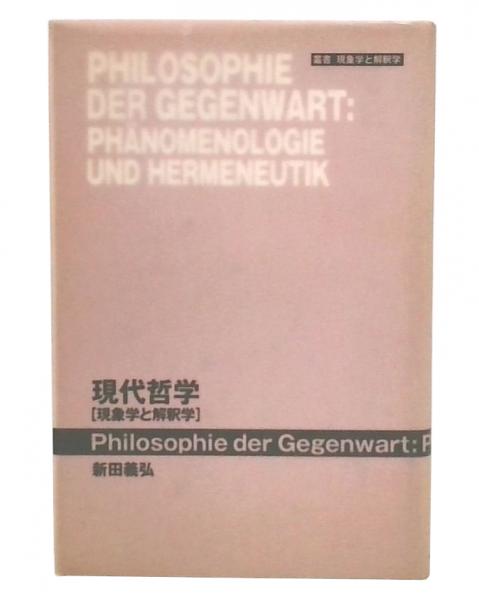 PHILOSOPHIE
DER GEGENWART:
PHÄNOMENOLOGIE
UND HERMENEUTIK
叢書 現象学と解釈学
現代哲学
[現象学と解釈学]
Philosophie der Gegenwart: P
新田義弘